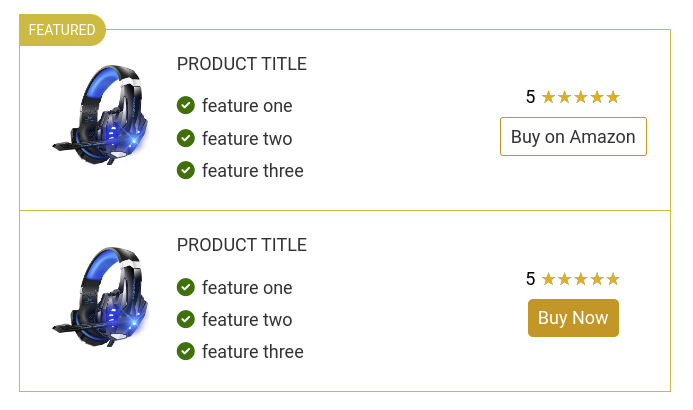 FEATURED
PRODUCT TITLE
feature one
feature two
feature three
5
Buy on Amazon
PRODUCT TITLE
feature one
feature two
feature three
5
Buy Now